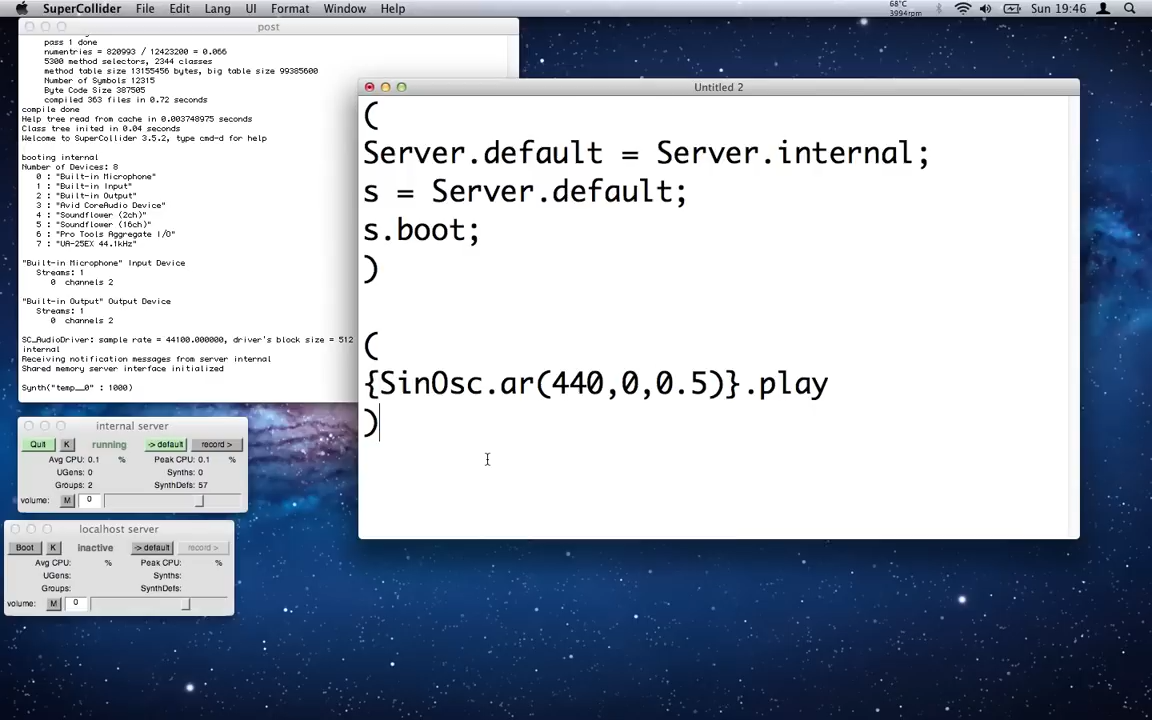 SuperCollider File Edit Lang UI Format Window Help
68°C
3994rpm
Sun 19:46
post
pass 1 done
numentries = 820993 / 12423200 = 0.066
5300 method selectors, 2344 classes
method table size 13155456 bytes, big table size 99385600
Number of Symbols 12315
Byte Code Size 387505
compiled 363 files in 0.72 seconds
compile done
Help tree read from cache in 0.003748975 seconds
Class tree inited in 0.04 seconds
Welcome to SuperCollider 3.5.2, type cmd-d for help
booting internal
Number of Devices: 8
0 : "Built-in Microphone"
1 : "Built-in Input"
2 : "Built-in Output"
3 : "Avid CoreAudio Device"
4 : "Soundflower (2ch)"
5 : "Soundflower (16ch)"
6 : "Pro Tools Aggregate I/O"
7 : "UA-25EX 44.1kHz"
"Built-in Microphone" Input Device
Streams: 1
0 channels 2
"Built-in Output" Output Device
Streams: 1
0 channels 2
SC_AudioDriver: sample rate = 44100.000000, driver's block size = 512
internal
Receiving notification messages from server internal
Shared memory server interface initialized
Synth("temp__0" : 1000)
Untitled 2
(
Server.default = Server.internal;
s = Server.default;
s.boot;
)
(
{SinOsc.ar(440,0,0.5)}.play
)
internal server
Quit K running -> default record >
Avg CPU: 0.1 % Peak CPU: 0.1 %
UGens: 0 Synths: 0
Groups: 2 SynthDefs: 57
volume: M 0
localhost server
Boot K inactive -> default record >
Avg CPU: % Peak CPU: %
UGens: Synths:
Groups: SynthDefs:
volume: M 0